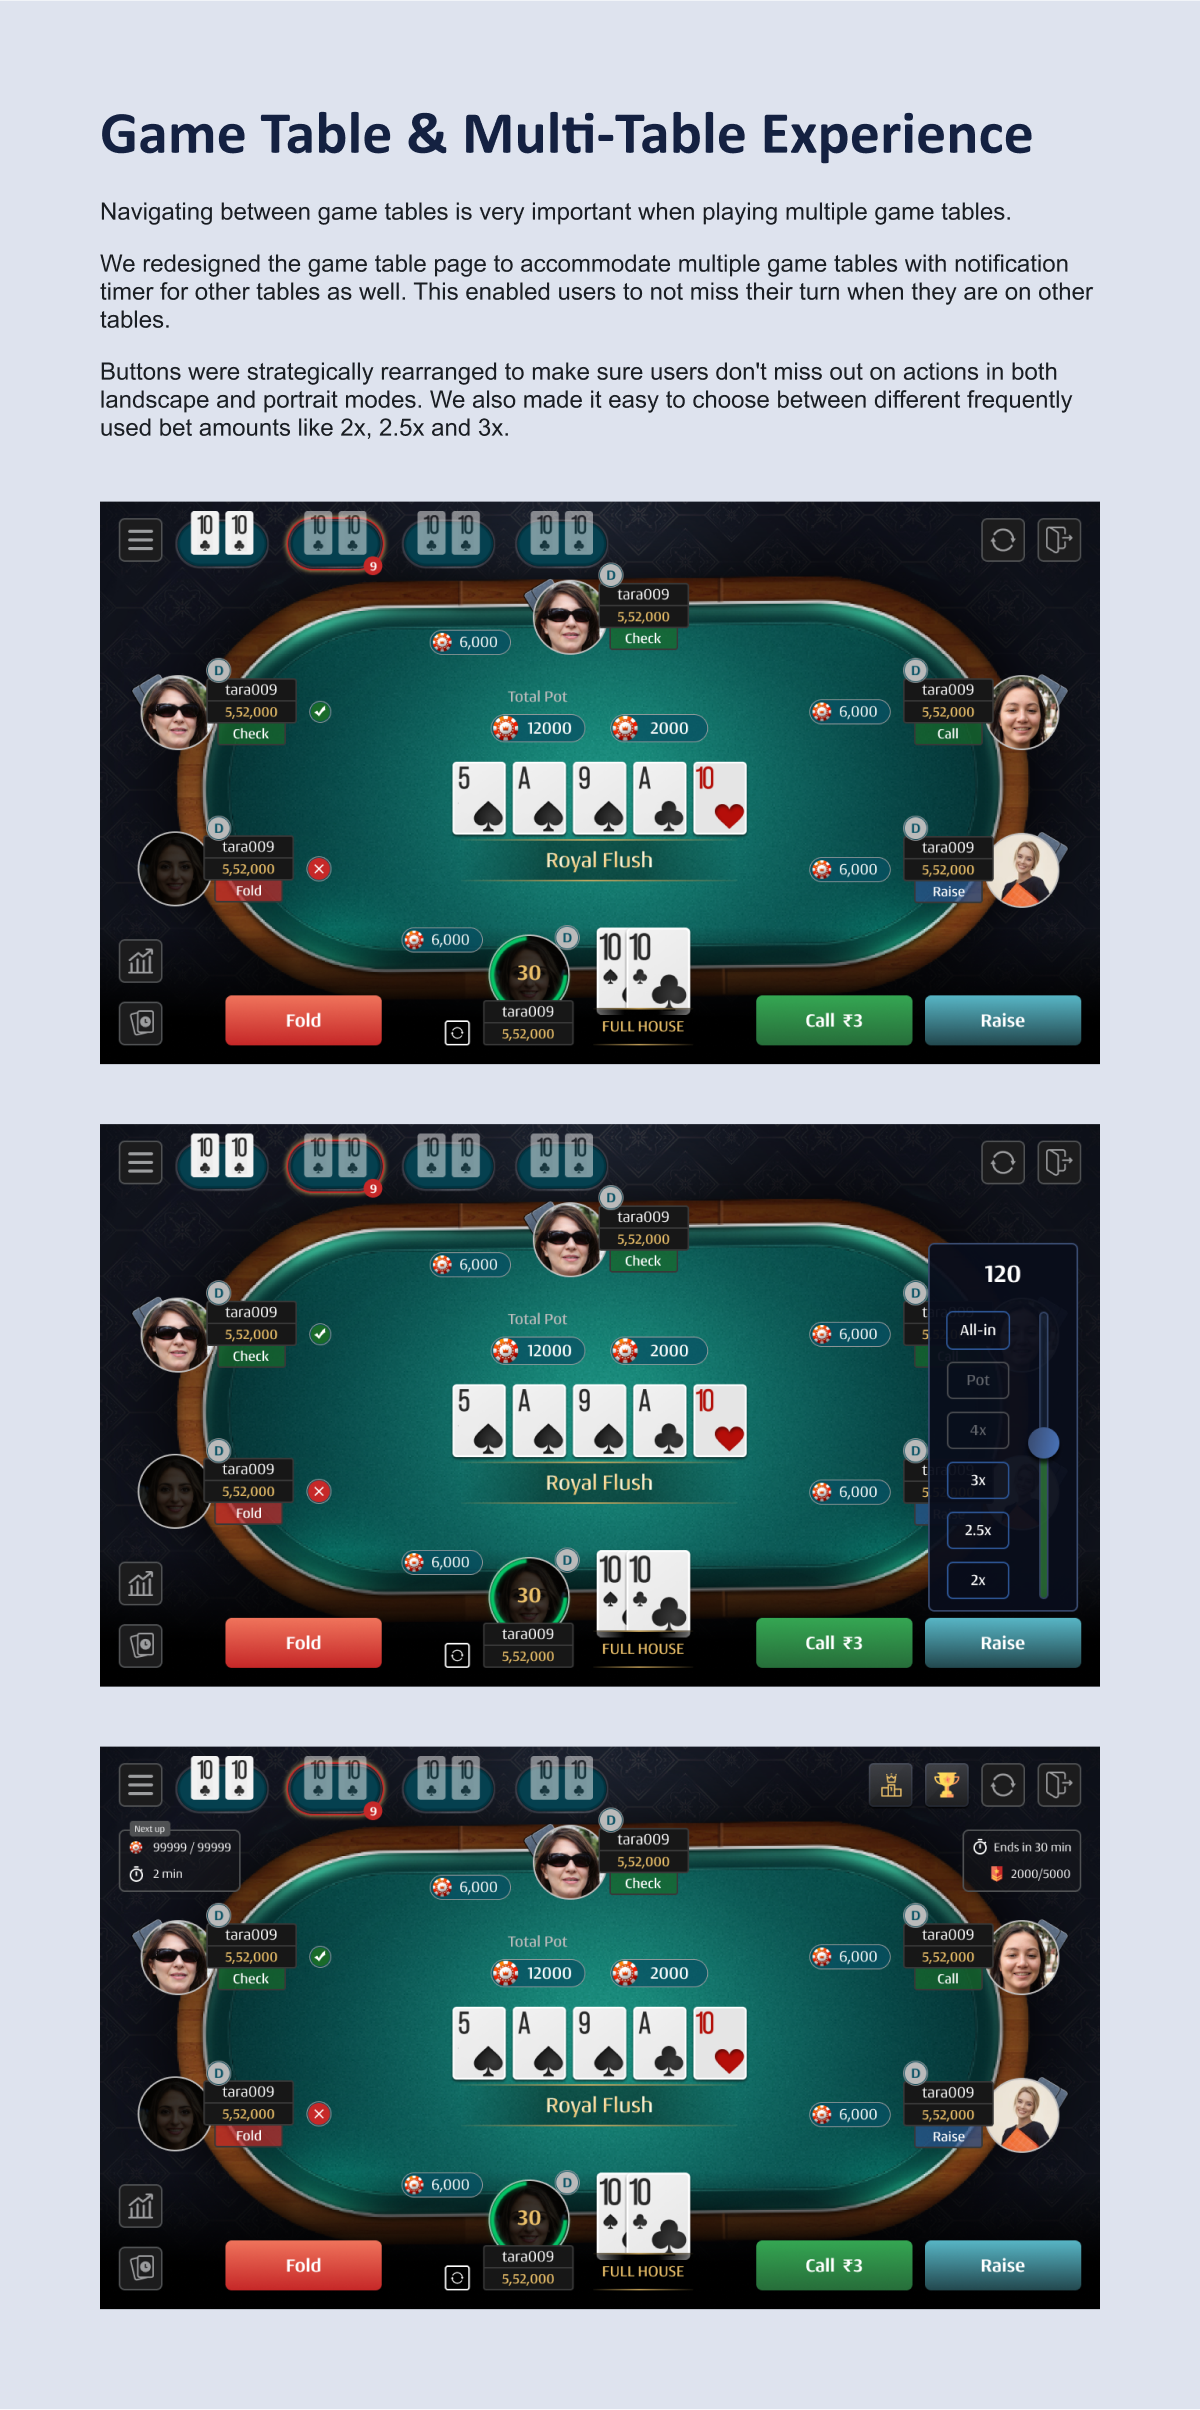 Game Table & Multi-Table Experience
Navigating between game tables is very important when playing multiple game tables.
We redesigned the game table page to accommodate multiple game tables with notification
timer for other tables as well. This enabled users to not miss their turn when they are on other
tables.
Buttons were strategically rearranged to make sure users don't miss out on actions in both
landscape and portrait modes. We also made it easy to choose between different frequently
used bet amounts like 2x, 2.5x and 3x.
10 10 10 10 10 10 10 10
9
D
tara009
5,52,000
Check
6,000
D
tara009
5,52,000
Check
Total Pot
12000 2000
6,000
D
tara009
5,52,000
Call
5 A 9 A 10
Royal Flush
D
tara009
5,52,000
Fold
6,000
D
tara009
5,52,000
Raise
6,000
D
30
10 10
tara009
5,52,000
FULL HOUSE
Fold
Call ₹3
Raise
10 10 10 10 10 10 10 10
9
D
tara009
5,52,000
Check
6,000
D
tara009
5,52,000
Check
Total Pot
12000 2000
6,000
D
120
All-in
Pot
4x
3x
2.5x
2x
5 A 9 A 10
Royal Flush
D
tara009
5,52,000
Fold
6,000
D
6,000
D
30
10 10
tara009
5,52,000
FULL HOUSE
Fold
Call ₹3
Raise
10 10 10 10 10 10 10 10
9
Next up
99999 / 99999
2 min
D
tara009
5,52,000
Check
6,000
Ends in 30 min
2000/5000
D
tara009
5,52,000
Check
Total Pot
12000 2000
6,000
D
tara009
5,52,000
Call
5 A 9 A 10
Royal Flush
D
tara009
5,52,000
Fold
6,000
D
tara009
5,52,000
Raise
6,000
D
30
10 10
tara009
5,52,000
FULL HOUSE
Fold
Call ₹3
Raise